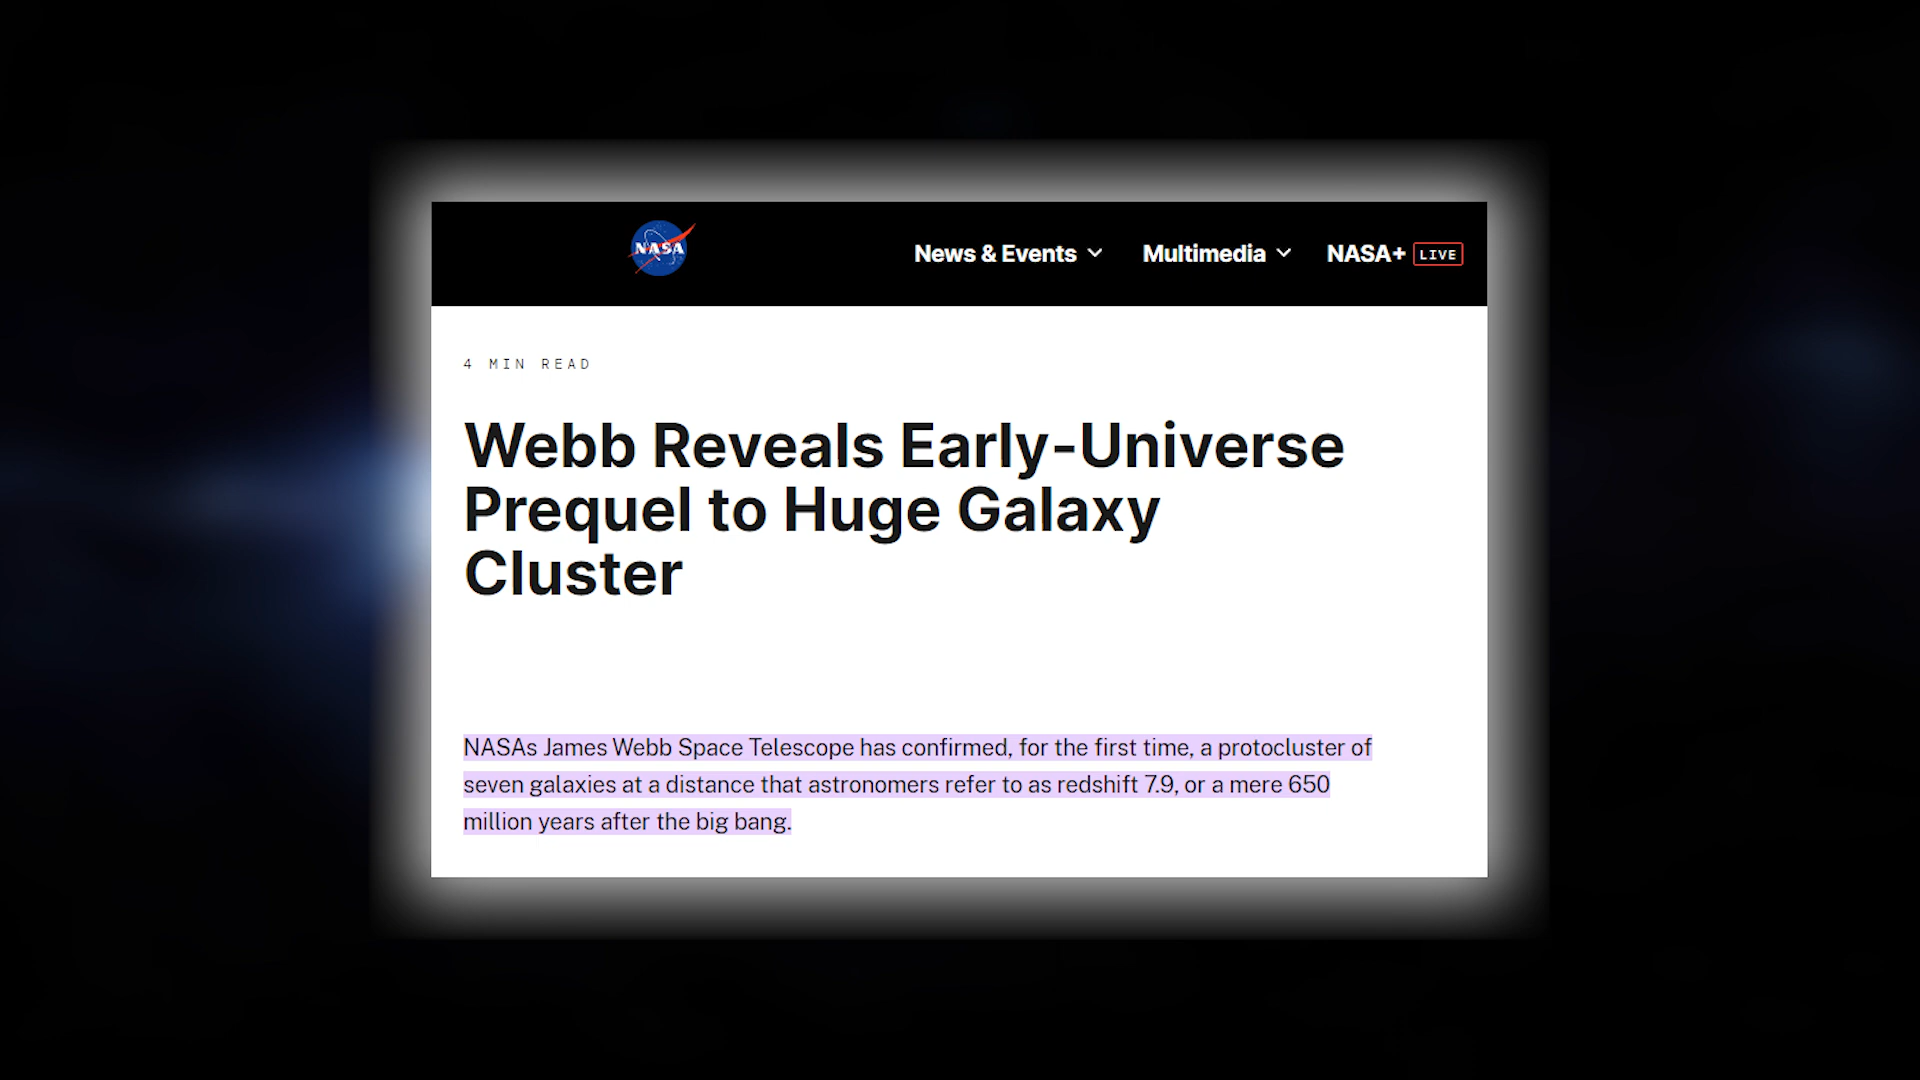 NASA
News & Events
Multimedia
NASA+ LIVE
4 MIN READ
Webb Reveals Early-Universe
Prequel to Huge Galaxy
Cluster
NASAs James Webb Space Telescope has confirmed, for the first time, a protocluster of
seven galaxies at a distance that astronomers refer to as redshift 7.9, or a mere 650
million years after the big bang.